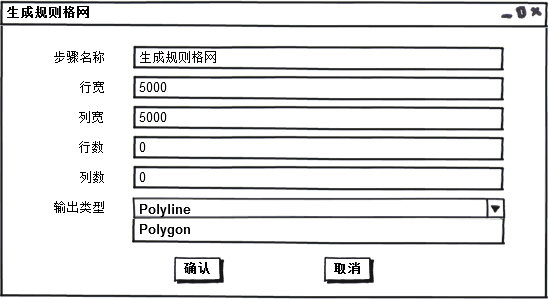 生成规则格网
步骤名称 生成规则格网
行宽 5000
列宽 5000
行数 0
列数 0
输出类型 Polyline
Polygon
确认 取消